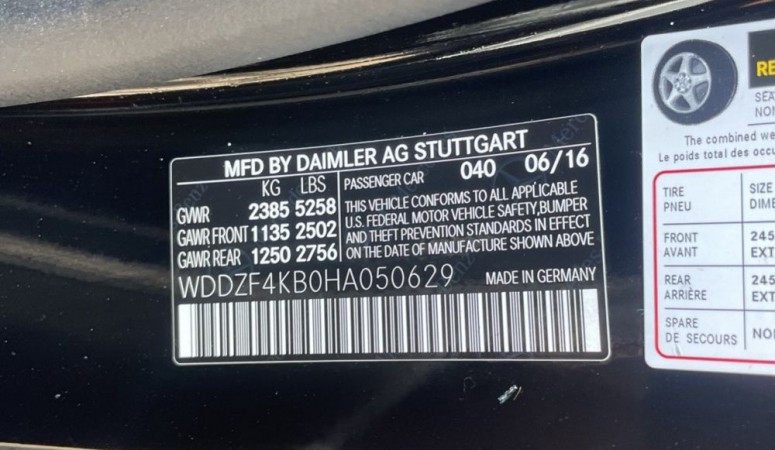 MFD BY DAIMLER AG STUTTGART
KG LBS
GVWR 2385 5258
GAWR FRONT 1135 2502
GAWR REAR 1250 2756
PASSENGER CAR 040 06/16
THIS VEHICLE CONFORMS TO ALL APPLICABLE
U.S. FEDERAL MOTOR VEHICLE SAFETY,BUMPER
AND THEFT PREVENTION STANDARDS IN EFFECT
ON THE DATE OF MANUFACTURE SHOWN ABOVE
WDDZF4KB0HA050629 MADE IN GERMANY
The combined
Le poids total des
TIRE
PNEU
SIZE
FRONT
AVANT
245
REAR
ARRIÈRE
245
SPARE
DE SECOURS